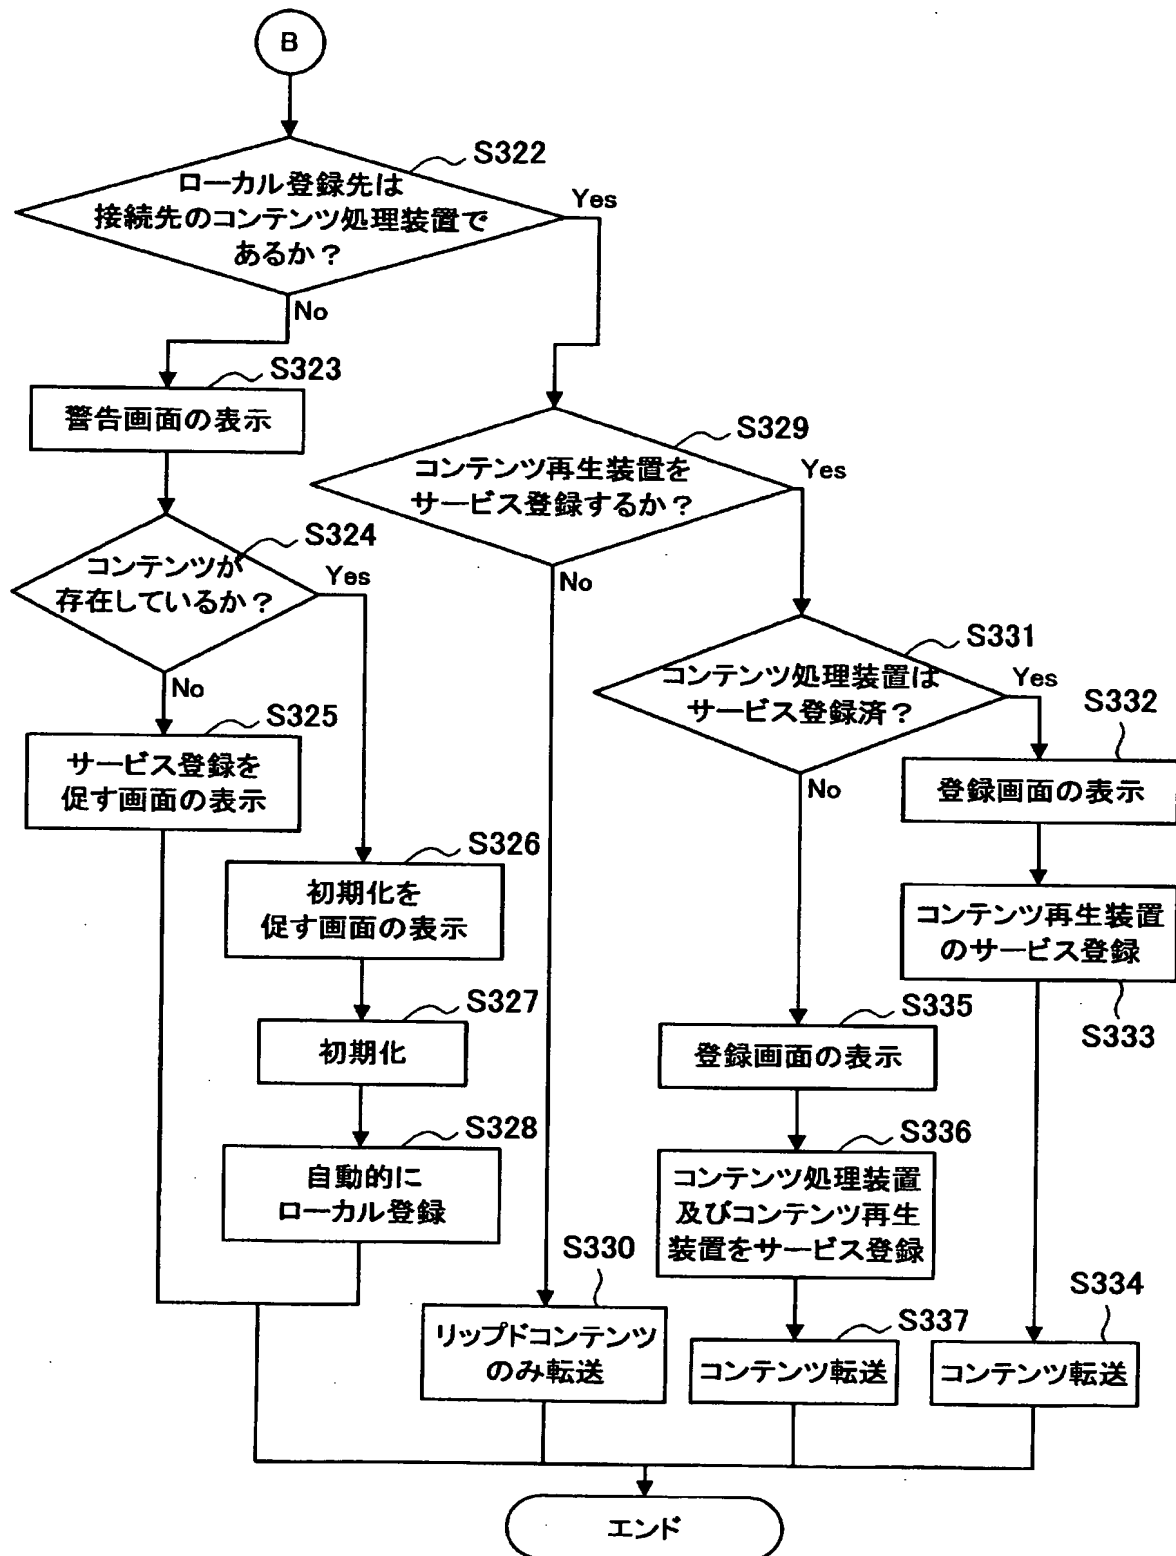 B
S322
ローカル登録先は
接続先のコンテンツ処理装置で
あるか？
Yes
No
S323
警告画面の表示
S324
コンテンツが
存在しているか？
Yes
No
S325
サービス登録を
促す画面の表示
S326
初期化を
促す画面の表示
S327
初期化
S328
自動的に
ローカル登録
S329
コンテンツ再生装置を
サービス登録するか？
Yes
No
S330
リップドコンテンツ
のみ転送
S331
コンテンツ処理装置は
サービス登録済？
Yes
No
S332
登録画面の表示
コンテンツ再生装置
のサービス登録
S333
S334
コンテンツ転送
S335
登録画面の表示
S336
コンテンツ処理装置
及びコンテンツ再生
装置をサービス登録
S337
コンテンツ転送
エンド